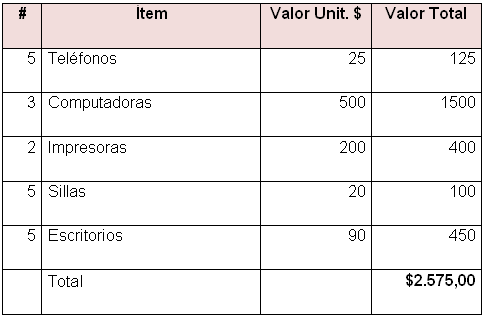 # Ítem Valor Unit. $ Valor Total
5 Teléfonos 25 125
3 Computadoras 500 1500
2 Impresoras 200 400
5 Sillas 20 100
5 Escritorios 90 450
Total $2.575,00